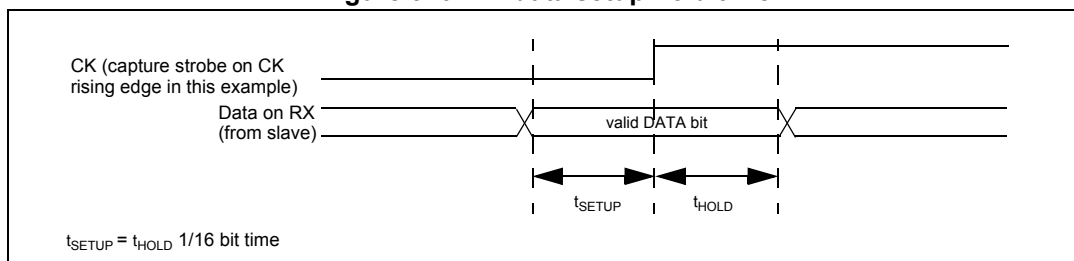 CK (capture strobe on CK
rising edge in this example)
Data on RX
(from slave)
valid DATA bit
tSETUP
tHOLD
tSETUP = tHOLD 1/16 bit time